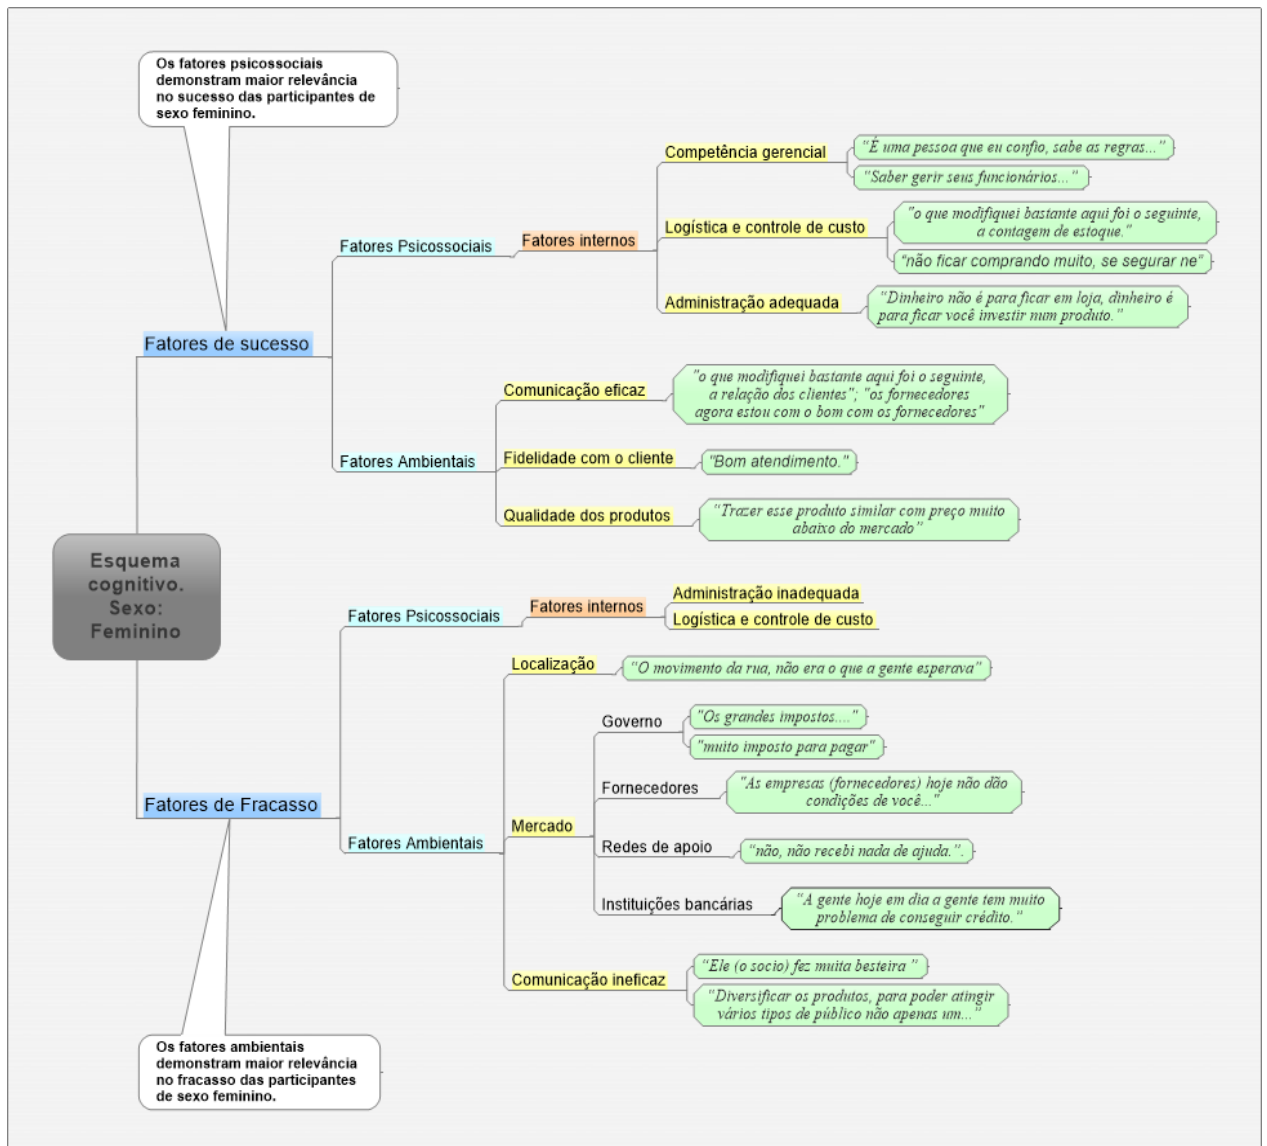 Os fatores psicossociais
demonstram maior relevância
no sucesso das participantes de
sexo feminino.
Esquema
cognitivo.
Sexo:
Feminino
Fatores de sucesso
Fatores Psicossociais
Fatores internos
Competência gerencial
"É uma pessoa que eu confio, sabe as regras..."
"Saber gerir seus funcionários..."
Logística e controle de custo
"o que modifiquei bastante aqui foi o seguinte,
a contagem de estoque."
"não ficar comprando muito, se segurar ne"
Administração adequada
"Dinheiro não é para ficar em loja, dinheiro é
para ficar você investir num produto."
Fatores Ambientais
Comunicação eficaz
"o que modifiquei bastante aqui foi o seguinte,
a relação dos clientes"; "os fornecedores
agora estou com o bom com os fornecedores"
Fidelidade com o cliente
"Bom atendimento."
Qualidade dos produtos
"Trazer esse produto similar com preço muito
abaixo do mercado"
Fatores de Fracasso
Fatores Psicossociais
Fatores internos
Administração inadequada
Logística e controle de custo
Fatores Ambientais
Localização
"O movimento da rua, não era o que a gente esperava"
Mercado
Governo
"Os grandes impostos...."
"muito imposto para pagar"
Fornecedores
"As empresas (fornecedores) hoje não dão
condições de você..."
Redes de apoio
"não, não recebi nada de ajuda.".
Instituições bancárias
"A gente hoje em dia a gente tem muito
problema de conseguir crédito."
Comunicação ineficaz
"Ele (o socio) fez muita besteira "
"Diversificar os produtos, para poder atingir
vários tipos de público não apenas um..."
Os fatores ambientais
demonstram maior relevância
no fracasso das participantes
de sexo feminino.